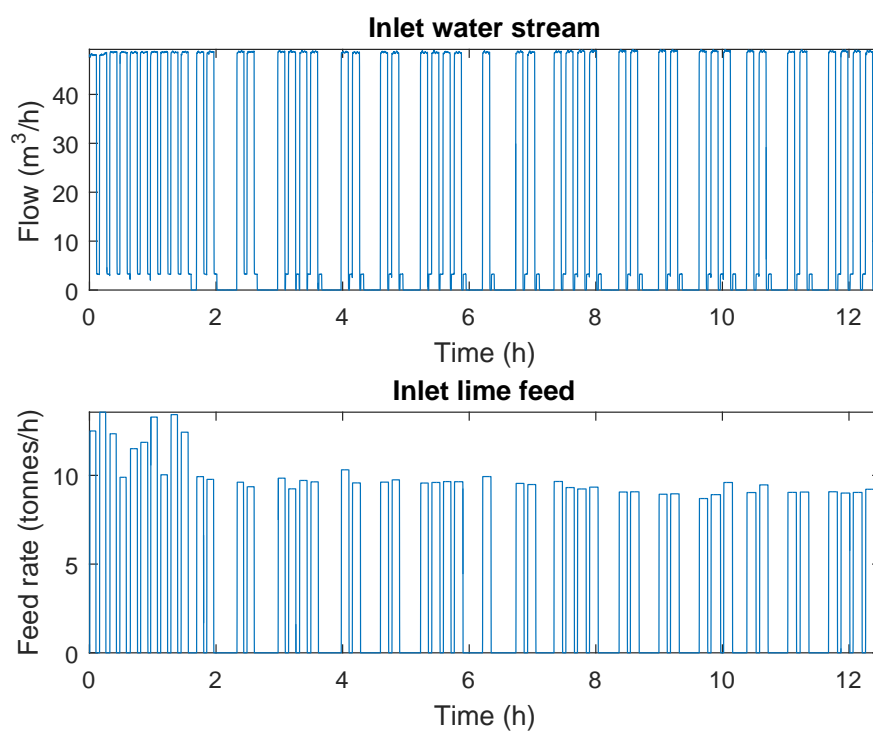 Inlet water stream
Flow (m³/h)
40
30
20
10
0
0 2 4 6 8 10 12
Time (h)
Inlet lime feed
Feed rate (tonnes/h)
10
5
0
0 2 4 6 8 10 12
Time (h)